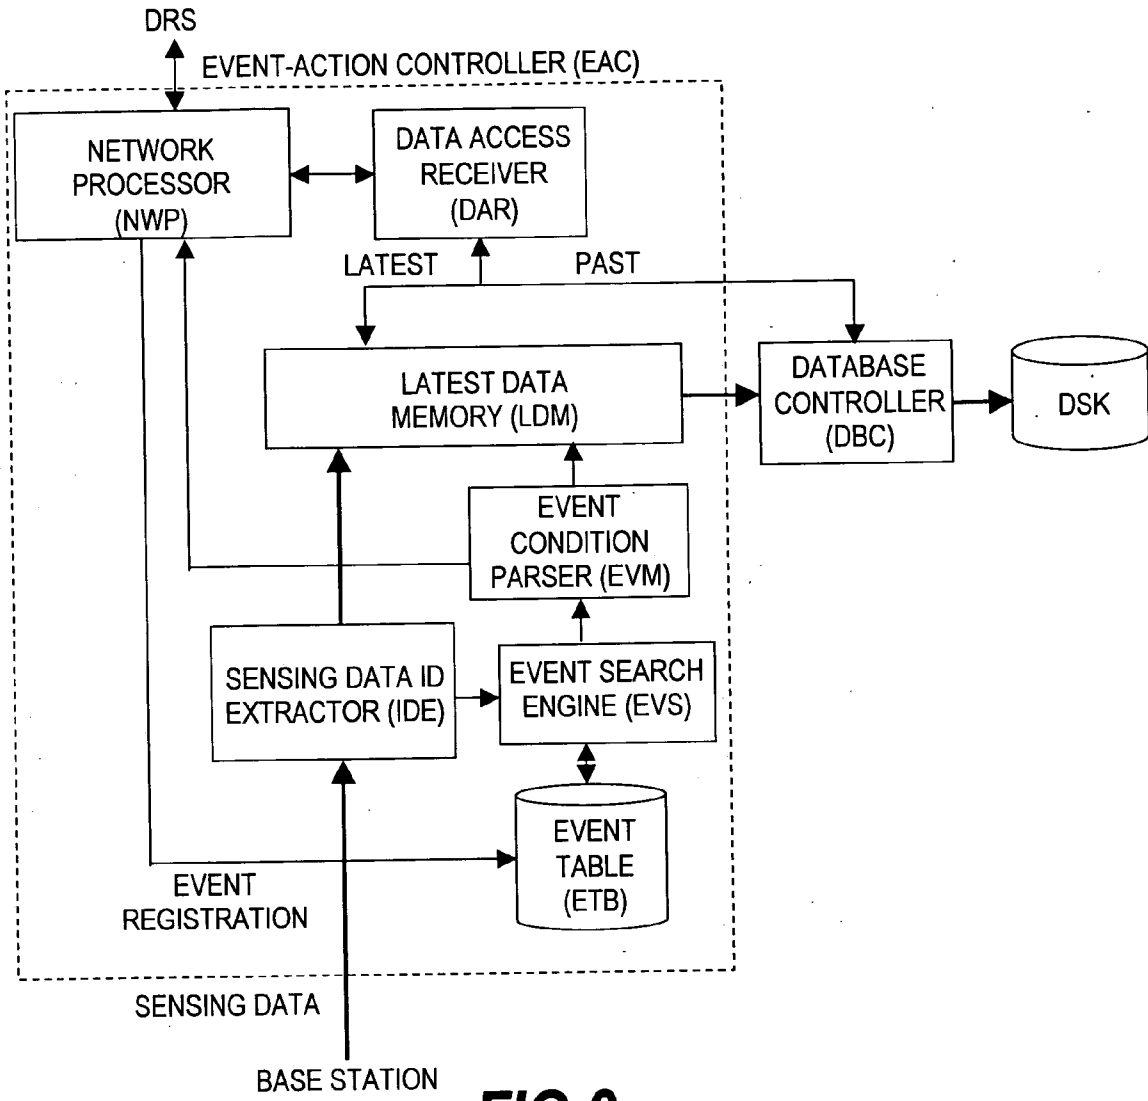 DRS
EVENT-ACTION CONTROLLER (EAC)
NETWORK
PROCESSOR
(NWP)
DATA ACCESS
RECEIVER
(DAR)
LATEST
PAST
LATEST DATA
MEMORY (LDM)
DATABASE
CONTROLLER
(DBC)
DSK
EVENT
CONDITION
PARSER (EVM)
SENSING DATA ID
EXTRACTOR (IDE)
EVENT SEARCH
ENGINE (EVS)
EVENT
TABLE
(ETB)
EVENT
REGISTRATION
SENSING DATA
BASE STATION